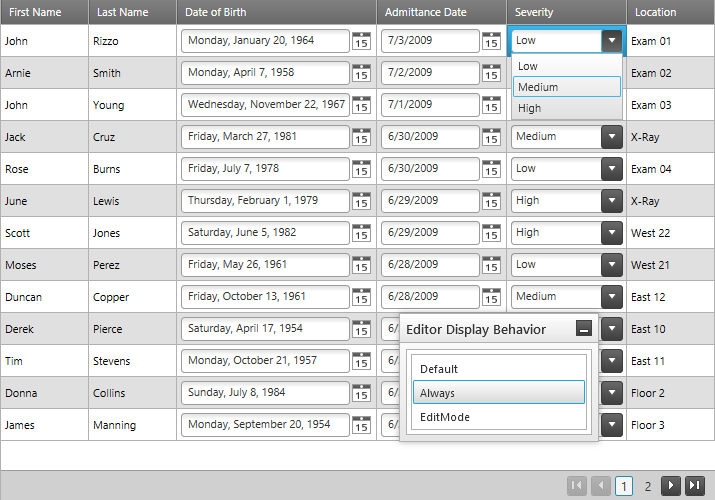 First Name Last Name Date of Birth Admittance Date Severity Location
John Rizzo Monday, January 20, 1964 15 7/3/2009 15 Low Exam 01
Arnie Smith Monday, April 7, 1958 15 7/2/2009 15 Low Exam 02
John Young Wednesday, November 22, 1967 15 7/1/2009 15 Medium Exam 03
High
Jack Cruz Friday, March 27, 1981 15 6/30/2009 15 Medium X-Ray
Rose Burns Friday, July 7, 1978 15 6/30/2009 15 Low Exam 04
June Lewis Thursday, February 1, 1979 15 6/29/2009 15 High X-Ray
Scott Jones Saturday, June 5, 1982 15 6/29/2009 15 High West 22
Moses Perez Friday, May 26, 1961 15 6/28/2009 15 Low West 21
Duncan Copper Friday, October 13, 1961 15 6/28/2009 15 Medium East 12
Derek Pierce Saturday, April 17, 1954 15 6/ Editor Display Behavior East 10
Tim Stevens Monday, October 21, 1957 15 6/ Default East 11
Donna Collins Sunday, July 8, 1984 15 6/ Always Floor 2
James Manning Monday, September 20, 1954 15 6/ EditMode Floor 3
1 2